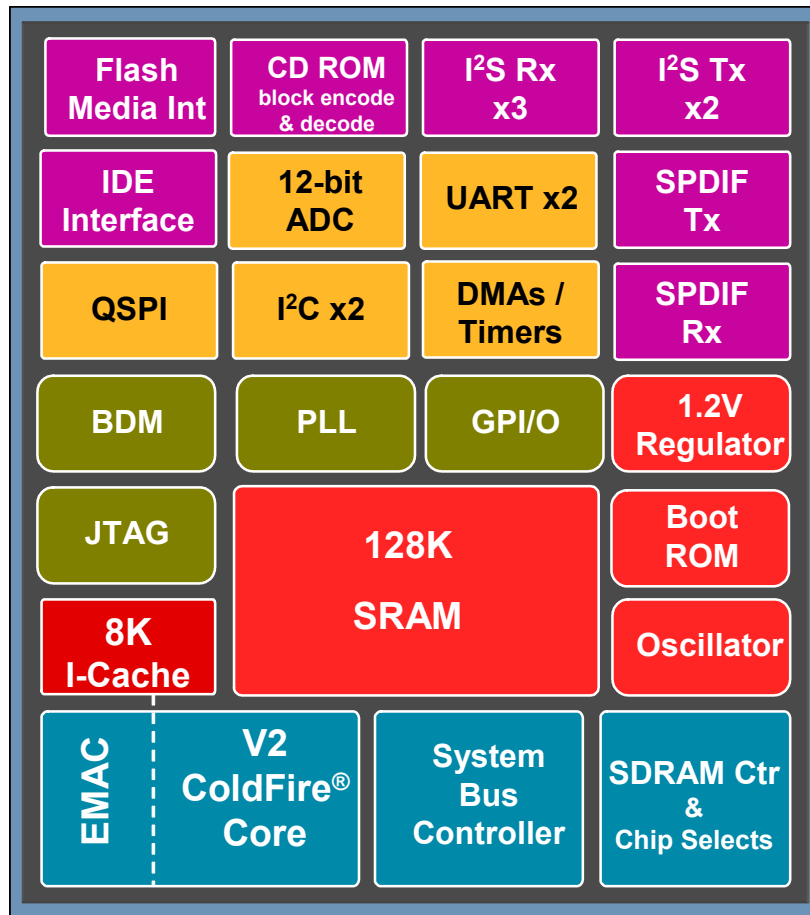 Flash
Media Int
CD ROM
block encode
& decode
I²S Rx
x3
I²S Tx
x2
IDE
Interface
12-bit
ADC
UART x2
SPDIF
Tx
QSPI
I²C x2
DMAs /
Timers
SPDIF
Rx
BDM
PLL
GPI/O
1.2V
Regulator
JTAG
128K
SRAM
Boot
ROM
8K
I-Cache
Oscillator
EMAC
V2
ColdFire®
Core
System
Bus
Controller
SDRAM Ctr
&
Chip Selects